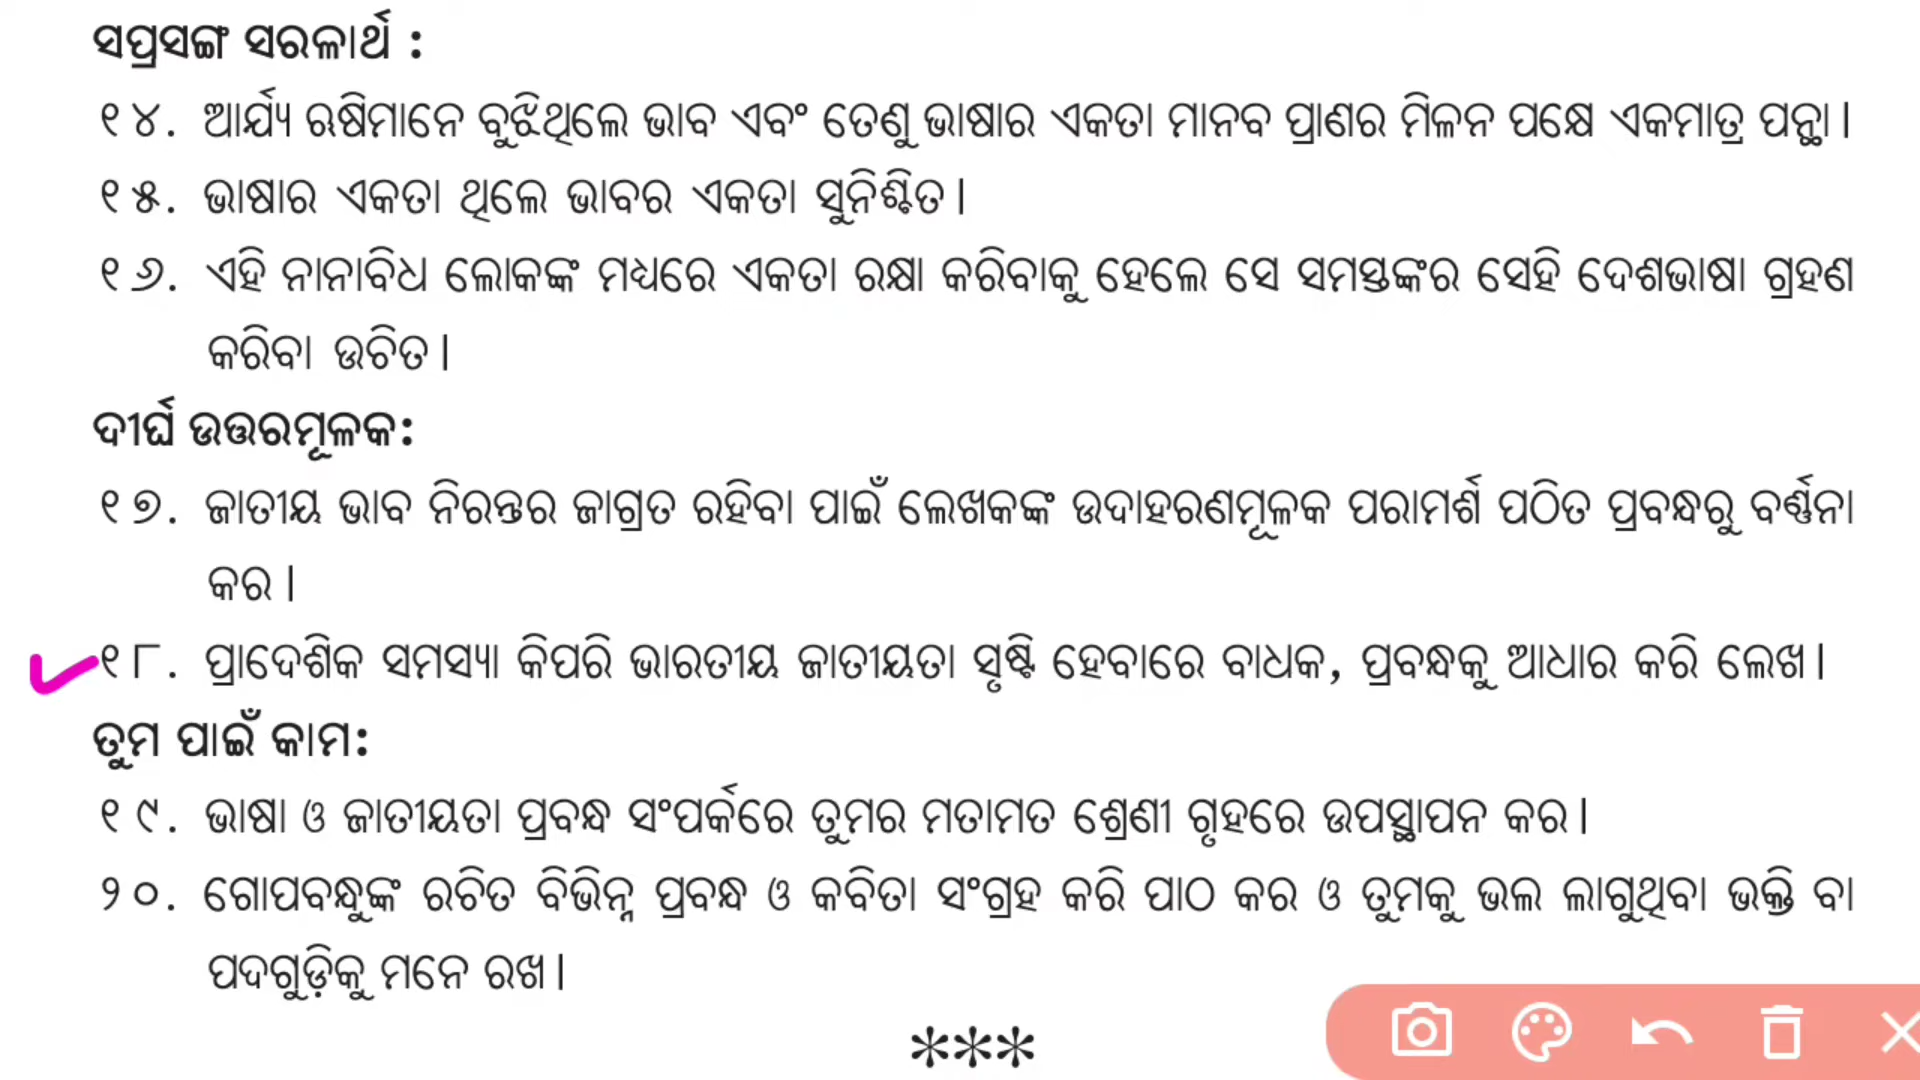 ସପ୍ରସଙ୍ଗ ସରଳାର୍ଥ :
୧୪. ଆର୍ଯ୍ୟ ଋଷିମାନେ ବୁଝିଥିଲେ ଭାବ ଏବଂ ତେଣୁ ଭାଷାର ଏକତା ମାନବ ପ୍ରାଣର ମିଳନ ପକ୍ଷେ ଏକମାତ୍ର ପନ୍ଥା।
୧୫. ଭାଷାର ଏକତା ଥିଲେ ଭାବର ଏକତା ସୁନିଶ୍ଚିତ।
୧୬. ଏହି ନାନାବିଧ ଲୋକଙ୍କ ମଧ୍ୟରେ ଏକତା ରକ୍ଷା କରିବାକୁ ହେଲେ ସେ ସମସ୍ତଙ୍କର ସେହି ଦେଶଭାଷା ଗ୍ରହଣ
କରିବା ଉଚିତ।
ଦୀର୍ଘ ଉତ୍ତରମୂଳକ:
୧୭. ଜାତୀୟ ଭାବ ନିରନ୍ତର ଜାଗ୍ରତ ରହିବା ପାଇଁ ଲେଖକଙ୍କ ଉଦାହରଣମୂଳକ ପରାମର୍ଶ ପଠିତ ପ୍ରବନ୍ଧରୁ ବର୍ଣ୍ଣନା
କର।
୧୮. ପ୍ରାଦେଶିକ ସମସ୍ୟା କିପରି ଭାରତୀୟ ଜାତୀୟତା ସୃଷ୍ଟି ହେବାରେ ବାଧକ, ପ୍ରବନ୍ଧକୁ ଆଧାର କରି ଲେଖ।
ତୁମ ପାଇଁ କାମ:
୧୯. ଭାଷା ଓ ଜାତୀୟତା ପ୍ରବନ୍ଧ ସଂପର୍କରେ ତୁମର ମତାମତ ଶ୍ରେଣୀ ଗୃହରେ ଉପସ୍ଥାପନ କର।
୨୦. ଗୋପବନ୍ଧୁଙ୍କ ରଚିତ ବିଭିନ୍ନ ପ୍ରବନ୍ଧ ଓ କବିତା ସଂଗ୍ରହ କରି ପାଠ କର ଓ ତୁମକୁ ଭଲ ଲାଗୁଥିବା ଭକ୍ତି ବା
ପଦଗୁଡ଼ିକୁ ମନେ ରଖ।
***